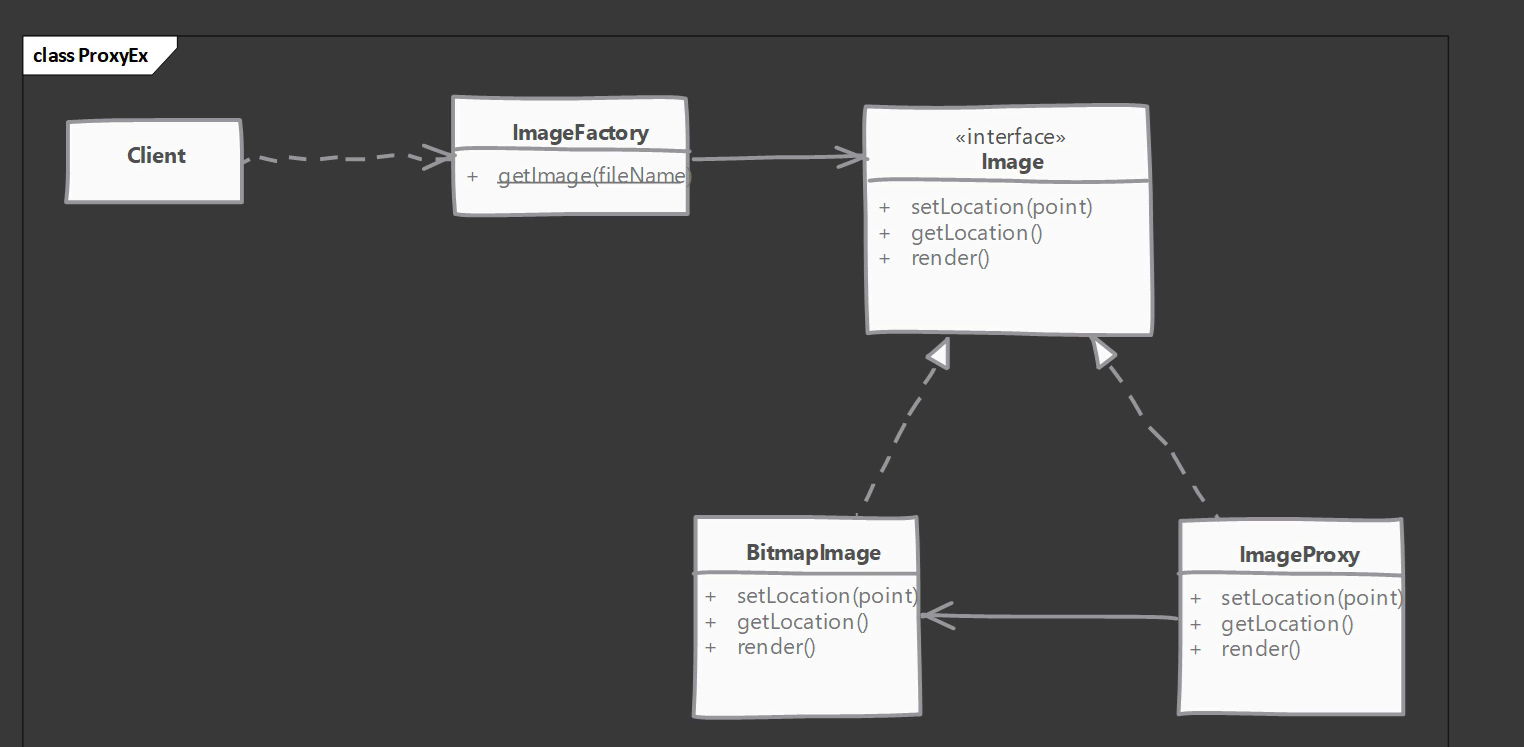 class ProxyEx
Client
ImageFactory
+ getImage(fileName)
«interface»
Image
+ setLocation(point)
+ getLocation()
+ render()
BitmapImage
+ setLocation(point)
+ getLocation()
+ render()
ImageProxy
+ setLocation(point)
+ getLocation()
+ render()